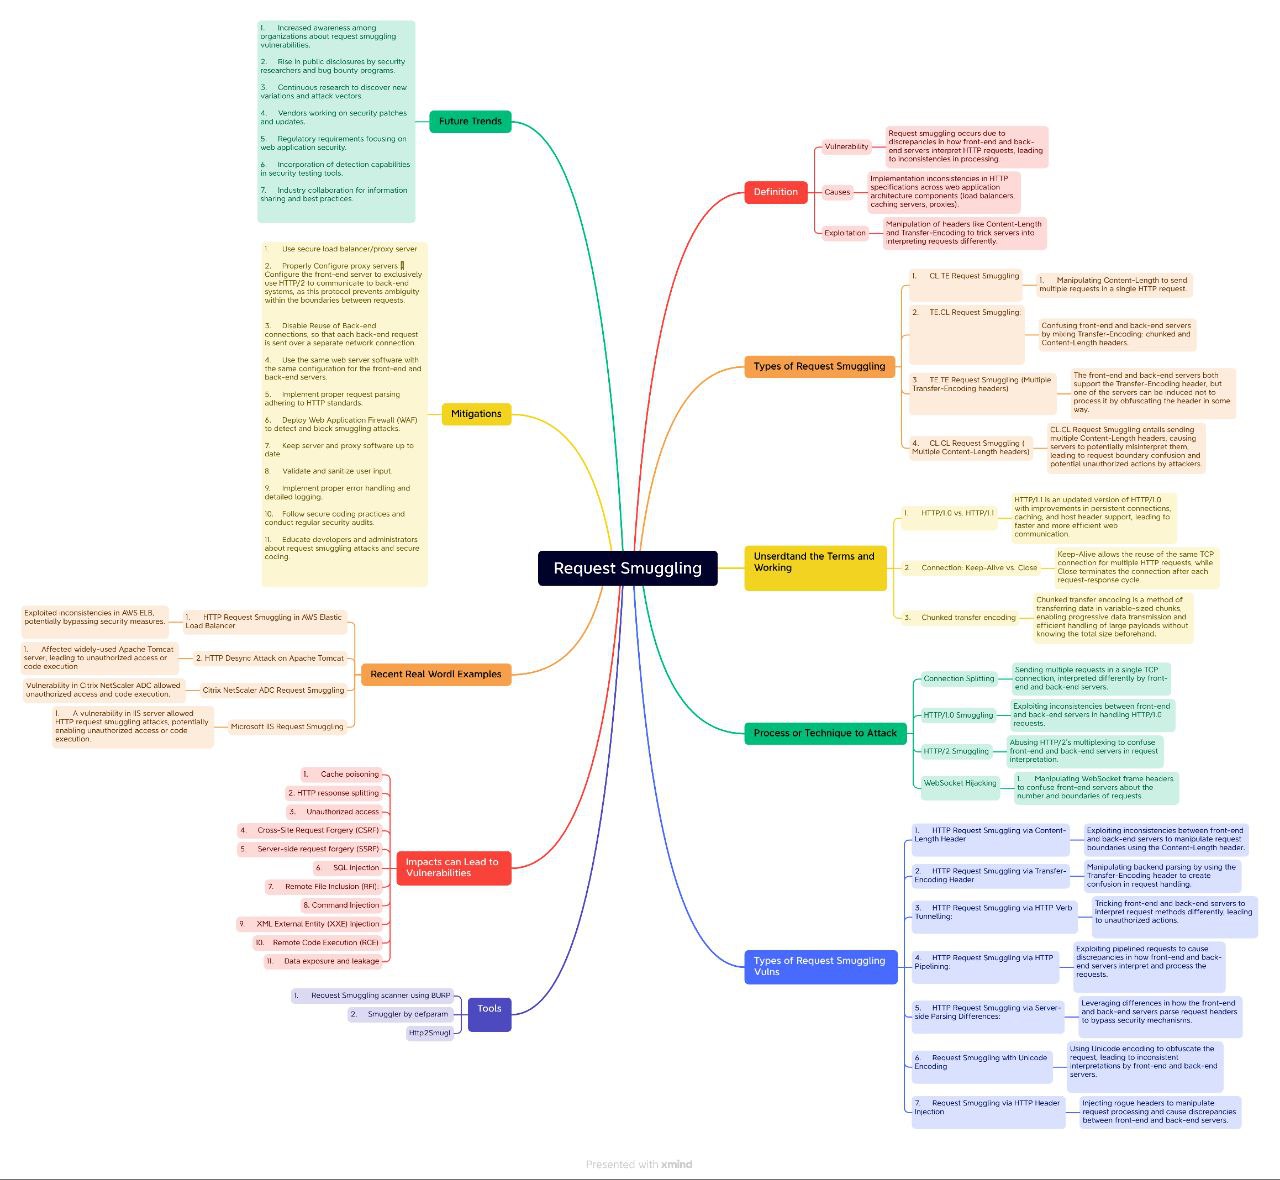 Request Smuggling
Definition
Vulnerability
Request smuggling occurs due to
discrepancies in how front-end and back-
end servers interpret HTTP requests, leading
to inconsistencies in processing.
Causes
Implementation inconsistencies in HTTP
specifications across web application
architecture components (load balancers,
caching servers, proxies).
Exploitation
Manipulation of headers like Content-Length
and Transfer-Encoding to trick servers into
interpreting requests differently.
Types of Request Smuggling
1. CL.TE Request Smuggling
1. Manipulating Content-Length to send
multiple requests in a single HTTP request.
2. TE.CL Request Smuggling:
Confusing front-end and back-end servers
by mixing Transfer-Encoding: chunked and
Content-Length headers.
3. TE.TE Request Smuggling (Multiple
Transfer-Encoding headers)
The front-end and back-end servers both
support the Transfer-Encoding header, but
one of the servers can be induced not to
process it by obfuscating the header in some
way.
4. CL.CL Request Smuggling (
Multiple Content-Length headers)
CL.CL Request Smuggling entails sending
multiple Content-Length headers, causing
servers to potentially misinterpret them,
leading to request boundary confusion and
potential unauthorized actions by attackers.
Unserdtand the Terms and
Working
1. HTTP/1.0 vs. HTTP/1.1
HTTP/1.1 is an updated version of HTTP/1.0
with improvements in persistent connections,
caching, and host header support, leading to
faster and more efficient web
communication.
2. Connection: Keep-Alive vs. Close
Keep-Alive allows the reuse of the same TCP
connection for multiple HTTP requests, while
Close terminates the connection after each
request-response cycle.
3. Chunked transfer encoding
Chunked transfer encoding is a method of
transferring data in variable-sized chunks,
enabling progressive data transmission and
efficient handling of large payloads without
knowing the total size beforehand.
Process or Technique to Attack
Connection Splitting
Sending multiple requests in a single TCP
connection, interpreted differently by front-
end and back-end servers.
HTTP/1.0 Smuggling
Exploiting inconsistencies between front-end
and back-end servers in handling HTTP/1.0
requests.
HTTP/2 Smuggling
Abusing HTTP/2's multiplexing to confuse
front-end and back-end servers in request
interpretation.
WebSocket Hijacking
1. Manipulating WebSocket frame headers
to confuse front-end servers about the
number and boundaries of requests.
Types of Request Smuggling
Vulns
1. HTTP Request Smuggling via Content-
Length Header
Exploiting inconsistencies between front-end
and back-end servers to manipulate request
boundaries using the Content-Length header.
2. HTTP Request Smuggling via Transfer-
Encoding Header
Manipulating backend parsing by using the
Transfer-Encoding header to create
confusion in request handling.
3. HTTP Request Smuggling via HTTP Verb
Tunnelling:
Tricking front-end and back-end servers to
interpret request methods differently, leading
to unauthorized actions.
4. HTTP Request Smuggling via HTTP
Pipelining:
Exploiting pipelined requests to cause
discrepancies in how front-end and back-
end servers interpret and process the
requests.
5. HTTP Request Smuggling via Server-
side Parsing Differences:
Leveraging differences in how the front-end
and back-end servers parse request headers
to bypass security mechanisms.
6. Request Smuggling with Unicode
Encoding
Using Unicode encoding to obfuscate the
request, leading to inconsistent
interpretations by front-end and back-end
servers.
7. Request Smuggling via HTTP Header
Injection
Injecting rogue headers to manipulate
request processing and cause discrepancies
between front-end and back-end servers.
Future Trends
1. Increased awareness among
organizations about request smuggling
vulnerabilities.
2. Rise in public disclosures by security
researchers and bug bounty programs.
3. Continuous research to discover new
variations and attack vectors.
4. Vendors working on security patches
and updates.
5. Regulatory requirements focusing on
web application security.
6. Incorporation of detection capabilities
in security testing tools.
7. Industry collaboration for information
sharing and best practices.
Mitigations
1 Use secure load balancer/proxy server
2. Properly Configure proxy servers
Configure the front-end server to exclusively
use HTTP/2 to communicate to back-end
systems, as this protocol prevents ambiguity
within the boundaries between requests.
3. Disable Reuse of Back-end
connections, so that each back-end request
is sent over a separate network connection.
4. Use the same web server software with
the same configuration for the front-end and
back-end servers.
5. Implement proper request parsing
adhering to HTTP standards.
6. Deploy Web Application Firewall (WAF)
to detect and block smuggling attacks.
7. Keep server and proxy software up to
date
8. Validate and sanitize user input.
9. Implement proper error handling and
detailed logging.
10. Follow secure coding practices and
conduct regular security audits.
11. Educate developers and administrators
about request smuggling attacks and secure
coding.
Recent Real Wordl Examples
1. HTTP Request Smuggling in AWS Elastic
Load Balancer
Exploited inconsistencies in AWS ELB,
potentially bypassing security measures.
2. HTTP Desync Attack on Apache Tomcat
1. Affected widely-used Apache Tomcat
server, leading to unauthorized access or
code execution
Citrix NetScaler ADC Request Smuggling
Vulnerability in Citrix NetScaler ADC allowed
unauthorized access and code execution.
Microsoft IIS Request Smuggling
1. A vulnerability in IIS server allowed
HTTP request smuggling attacks, potentially
enabling unauthorized access or code
execution.
Impacts can Lead to
Vulnerabilities
1. Cache poisoning
2. HTTP response splitting
3. Unauthorized access
4. Cross-Site Request Forgery (CSRF)
5. Server-side request forgery (SSRF)
6. SQL Injection
7. Remote File Inclusion (RFI):
8. Command Injection
9. XML External Entity (XXE) Injection
10. Remote Code Execution (RCE)
11. Data exposure and leakage
Tools
1. Request Smuggling scanner using BURP
2. Smuggler by defparam
Http2Smugl
Presented with xmind